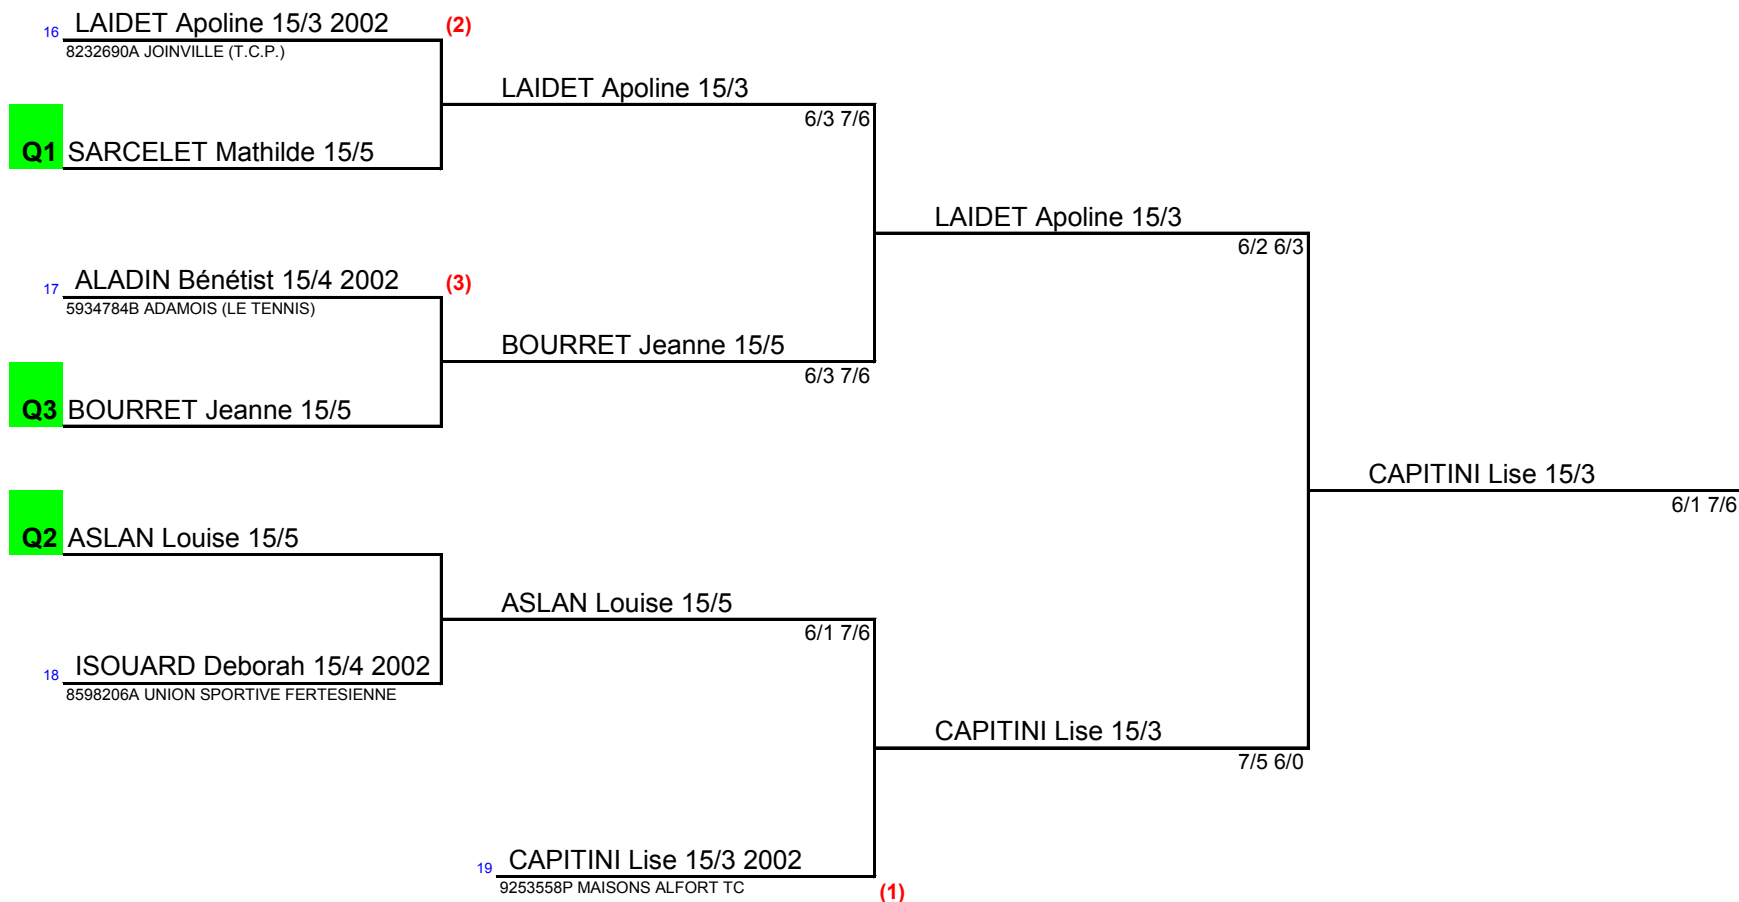 16 LAIDET Apoline 15/3 2002 (2)
8232690A JOINVILLE (T.C.P.)
LAIDET Apoline 15/3
6/3 7/6
Q1 SARCELET Mathilde 15/5
LAIDET Apoline 15/3
6/2 6/3
17 ALADIN Bénétist 15/4 2002 (3)
5934784B ADAMOIS (LE TENNIS)
BOURRET Jeanne 15/5
6/3 7/6
Q3 BOURRET Jeanne 15/5
CAPITINI Lise 15/3
6/1 7/6
Q2 ASLAN Louise 15/5
ASLAN Louise 15/5
6/1 7/6
18 ISOUARD Deborah 15/4 2002
8598206A UNION SPORTIVE FERTESIENNE
CAPITINI Lise 15/3
7/5 6/0
19 CAPITINI Lise 15/3 2002
9253558P MAISONS ALFORT TC
(1)